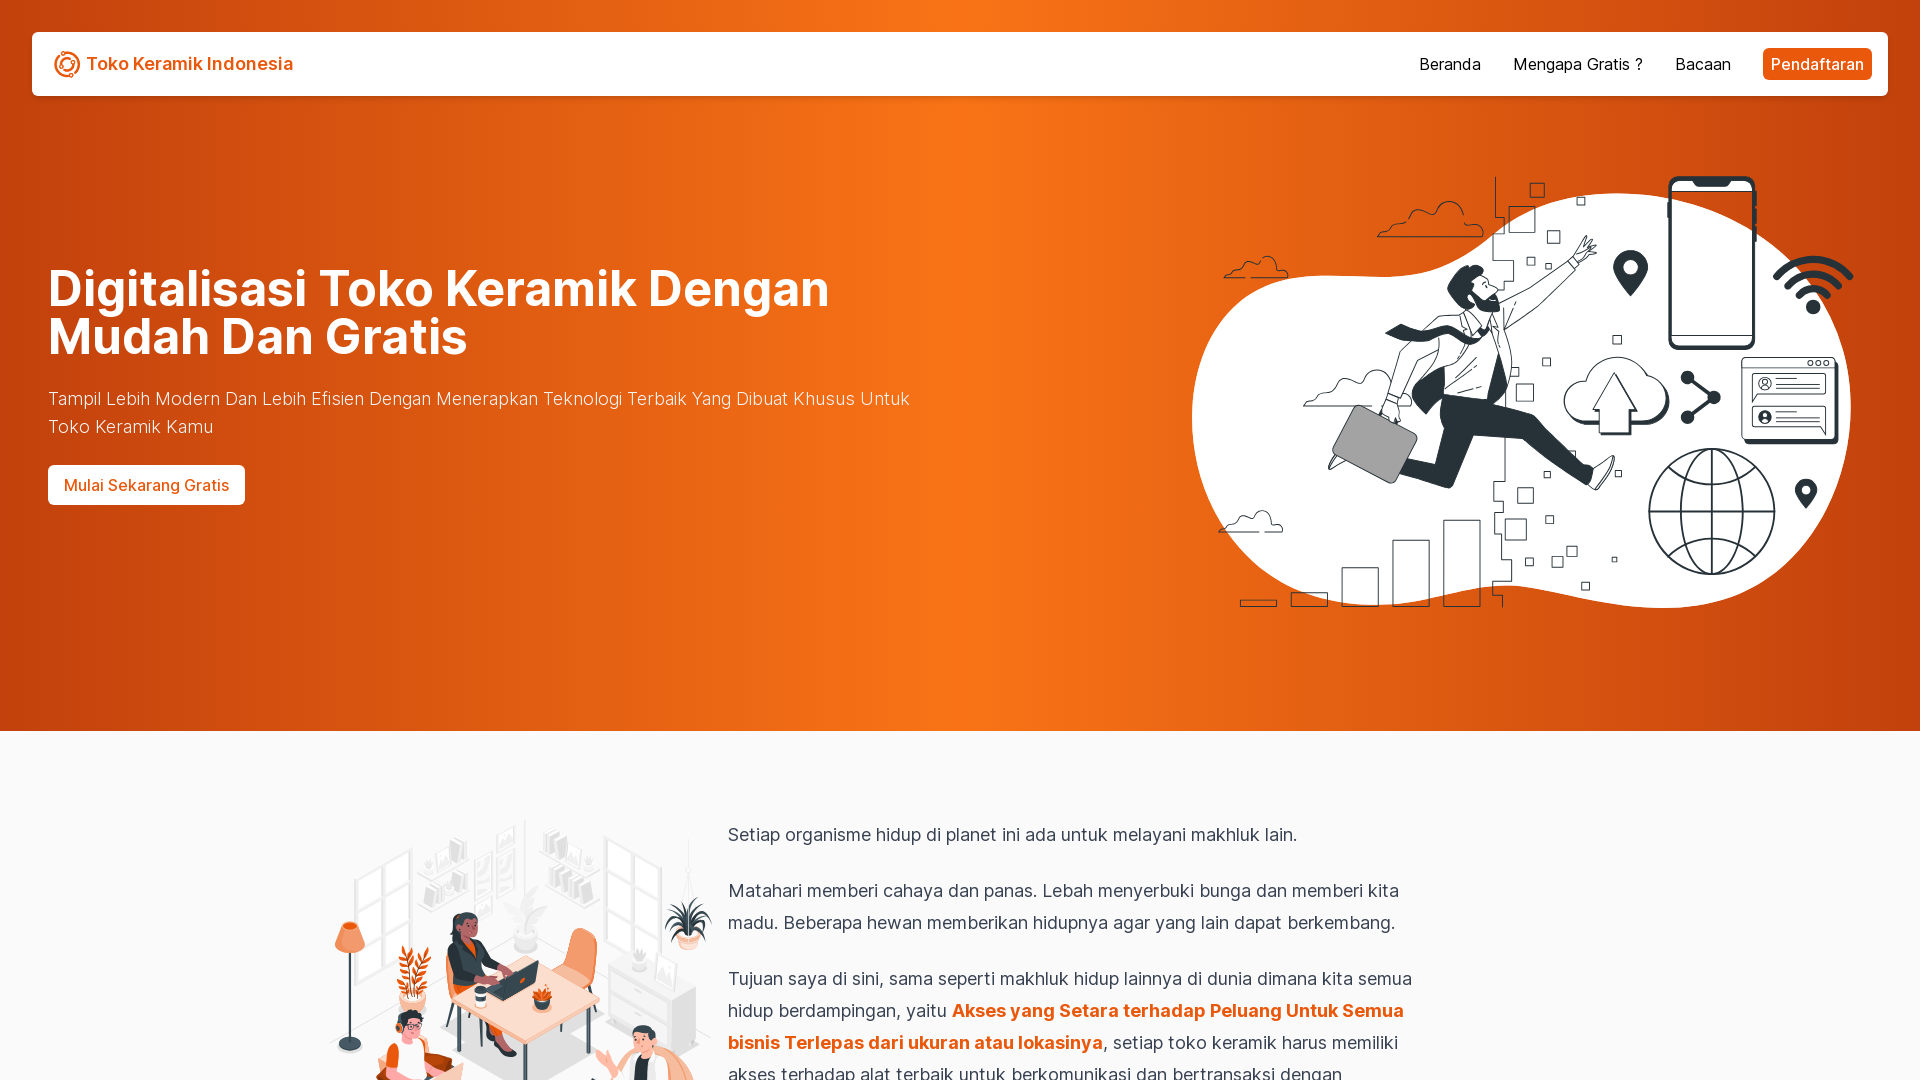 Toko Keramik Indonesia
Beranda
Mengapa Gratis ?
Bacaan
Pendaftaran
Digitalisasi Toko Keramik Dengan
Mudah Dan Gratis
Tampil Lebih Modern Dan Lebih Efisien Dengan Menerapkan Teknologi Terbaik Yang Dibuat Khusus Untuk
Toko Keramik Kamu
Mulai Sekarang Gratis
Setiap organisme hidup di planet ini ada untuk melayani makhluk lain.
Matahari memberi cahaya dan panas. Lebah menyerbuki bunga dan memberi kita
madu. Beberapa hewan memberikan hidupnya agar yang lain dapat berkembang.
Tujuan saya di sini, sama seperti makhluk hidup lainnya di dunia dimana kita semua
hidup berdampingan, yaitu Akses yang Setara terhadap Peluang Untuk Semua
bisnis Terlepas dari ukuran atau lokasinya, setiap toko keramik harus memiliki
akses terhadap alat terbaik untuk berkomunikasi dan bertransaksi dengan